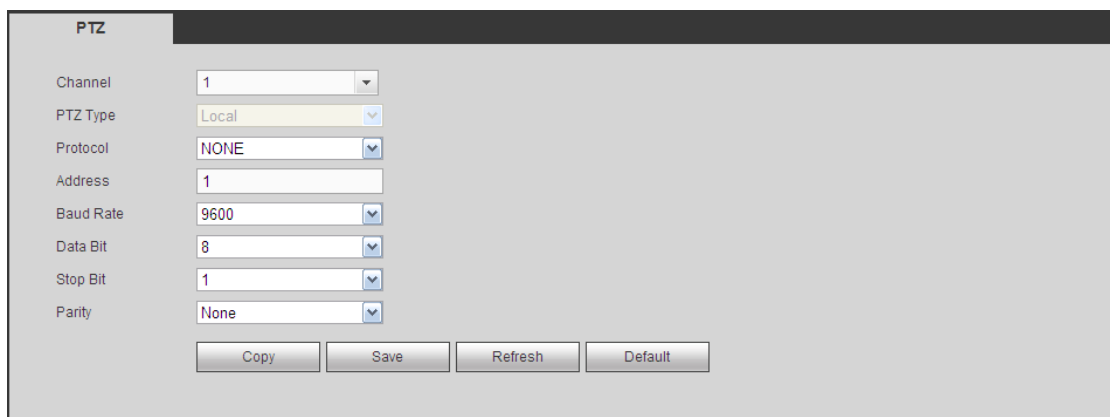 PTZ
Channel 1
PTZ Type Local
Protocol NONE
Address 1
Baud Rate 9600
Data Bit 8
Stop Bit 1
Parity None
Copy Save Refresh Default